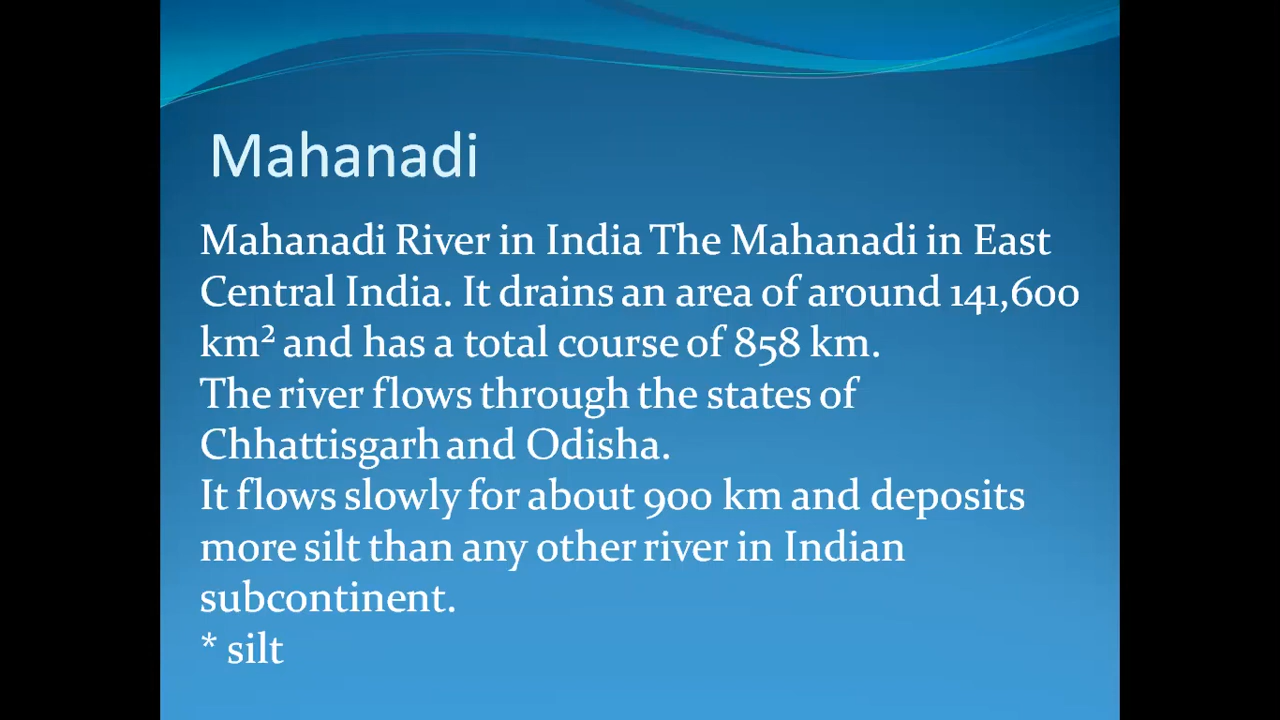 Mahanadi
Mahanadi River in India The Mahanadi in East
Central India. It drains an area of around 141,600
km² and has a total course of 858 km.
The river flows through the states of
Chhattisgarh and Odisha.
It flows slowly for about 900 km and deposits
more silt than any other river in Indian
subcontinent.
* silt